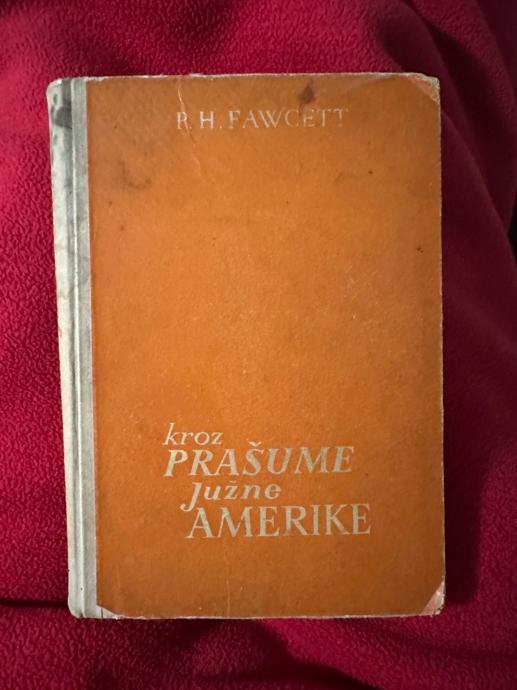 P. H. FAWCETT
kroz
PRAŠUME
Južne
AMERIKE